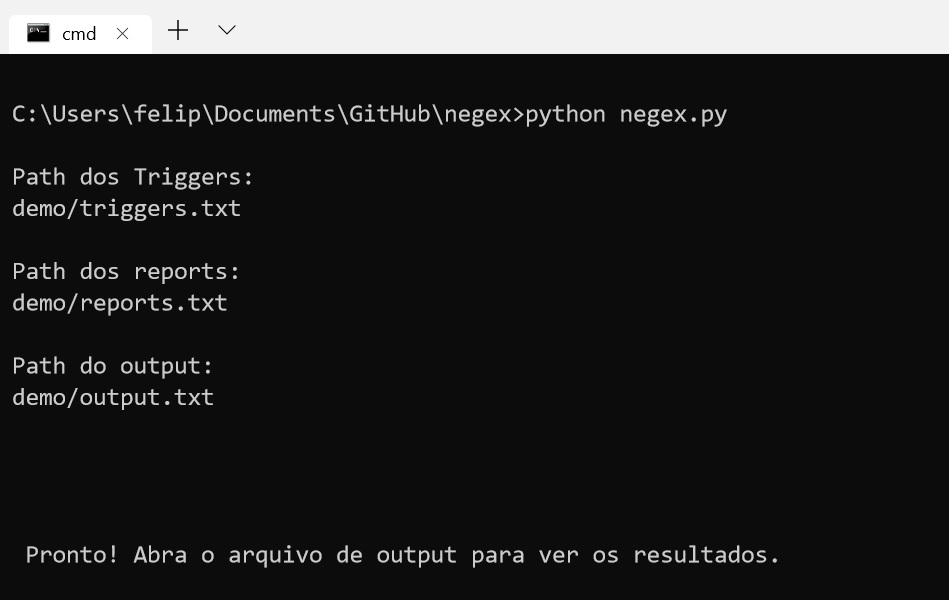 cmd
C:\Users\felip\Documents\GitHub\negex>python negex.py
Path dos Triggers:
demo/triggers.txt
Path dos reports:
demo/reports.txt
Path do output:
demo/output.txt
Pronto! Abra o arquivo de output para ver os resultados.